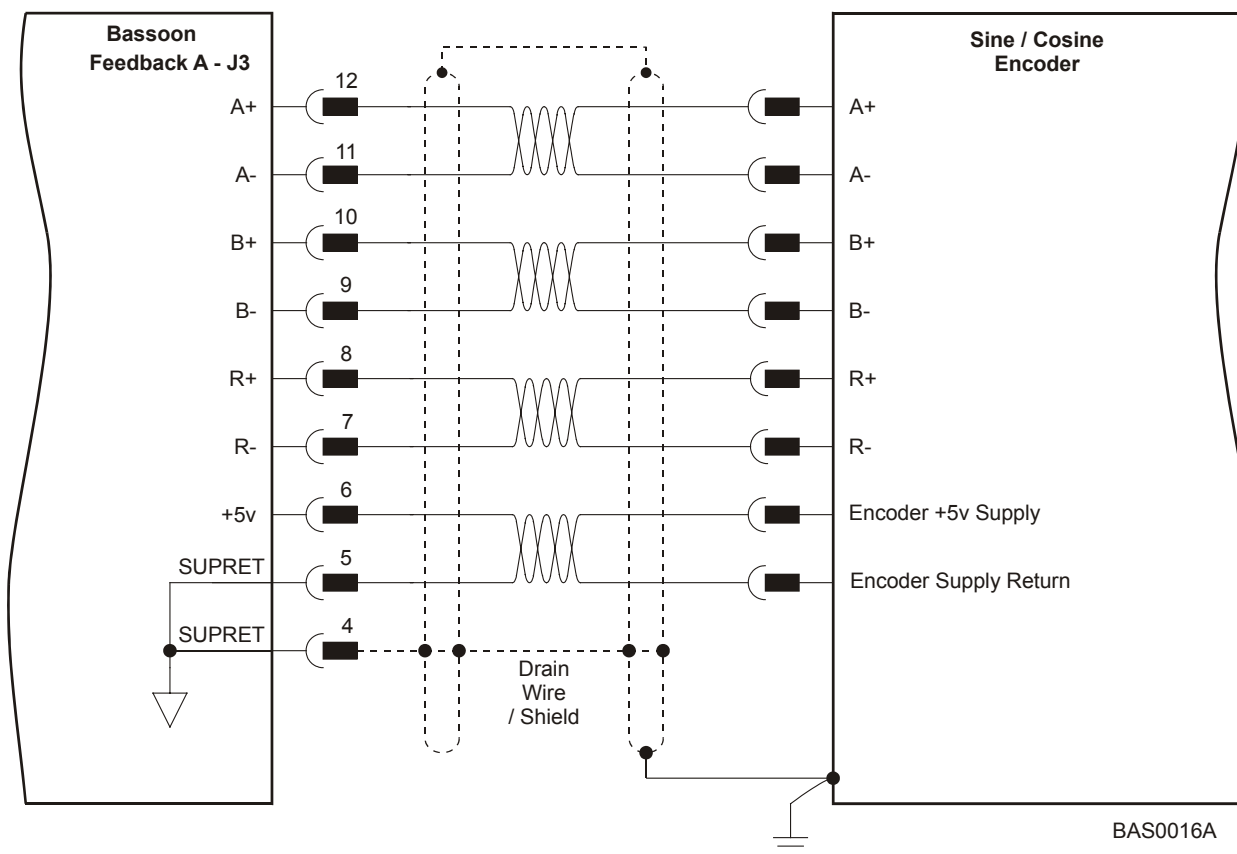 Bassoon
Feedback A - J3
Sine / Cosine
Encoder
A+
12
A+
A-
11
A-
B+
10
B+
B-
9
B-
R+
8
R+
R-
7
R-
+5v
6
Encoder +5v Supply
SUPRET
5
Encoder Supply Return
SUPRET
4
Drain
Wire
/ Shield
BAS0016A